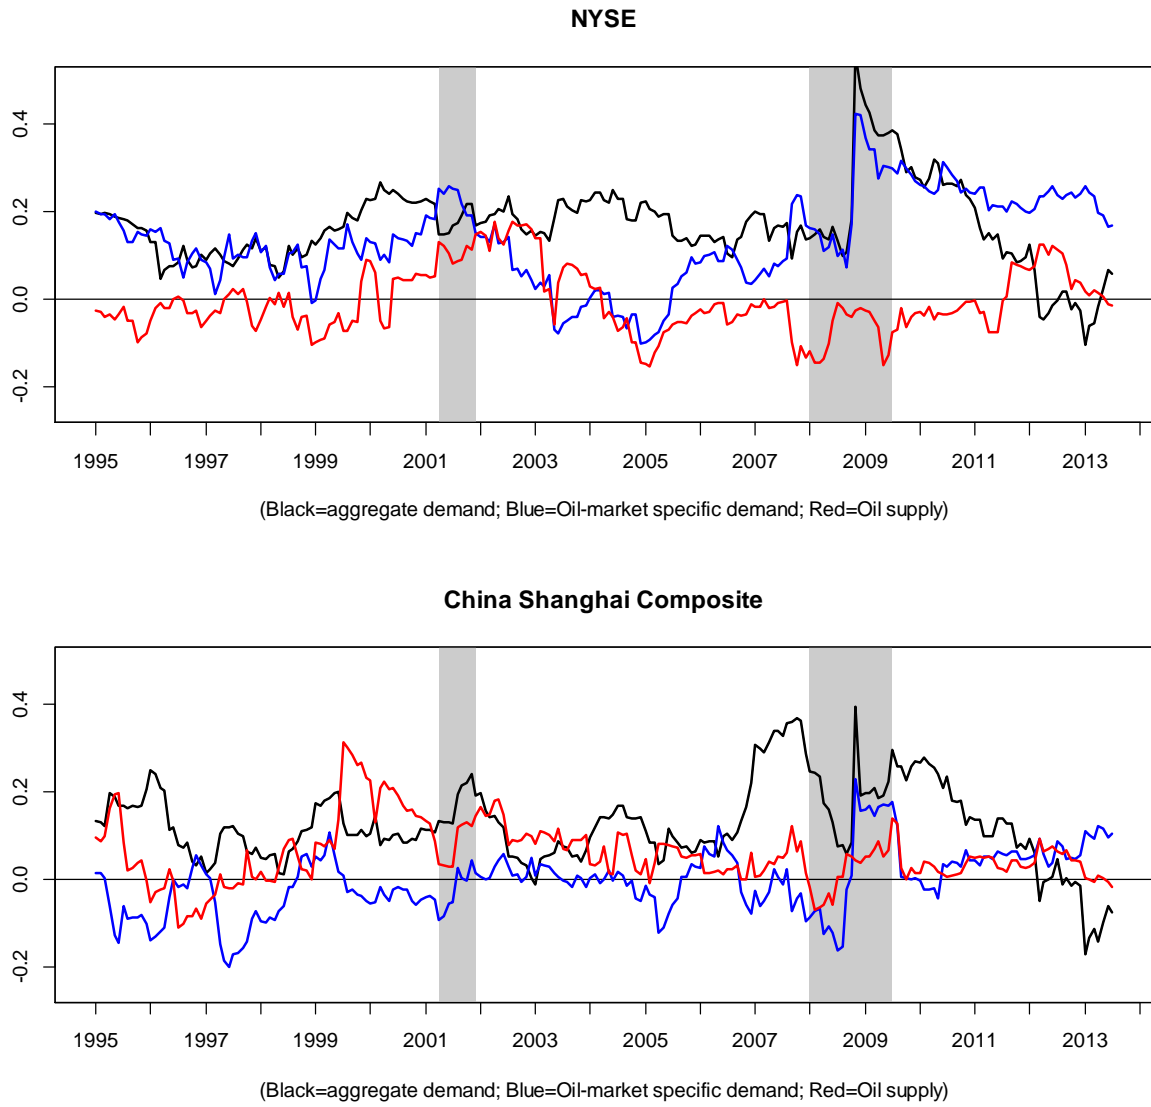 NYSE
0.4
0.2
0.0
-0.2
1995 1997 1999 2001 2003 2005 2007 2009 2011 2013
(Black=aggregate demand; Blue=Oil-market specific demand; Red=Oil supply)
China Shanghai Composite
0.4
0.2
0.0
-0.2
1995 1997 1999 2001 2003 2005 2007 2009 2011 2013
(Black=aggregate demand; Blue=Oil-market specific demand; Red=Oil supply)